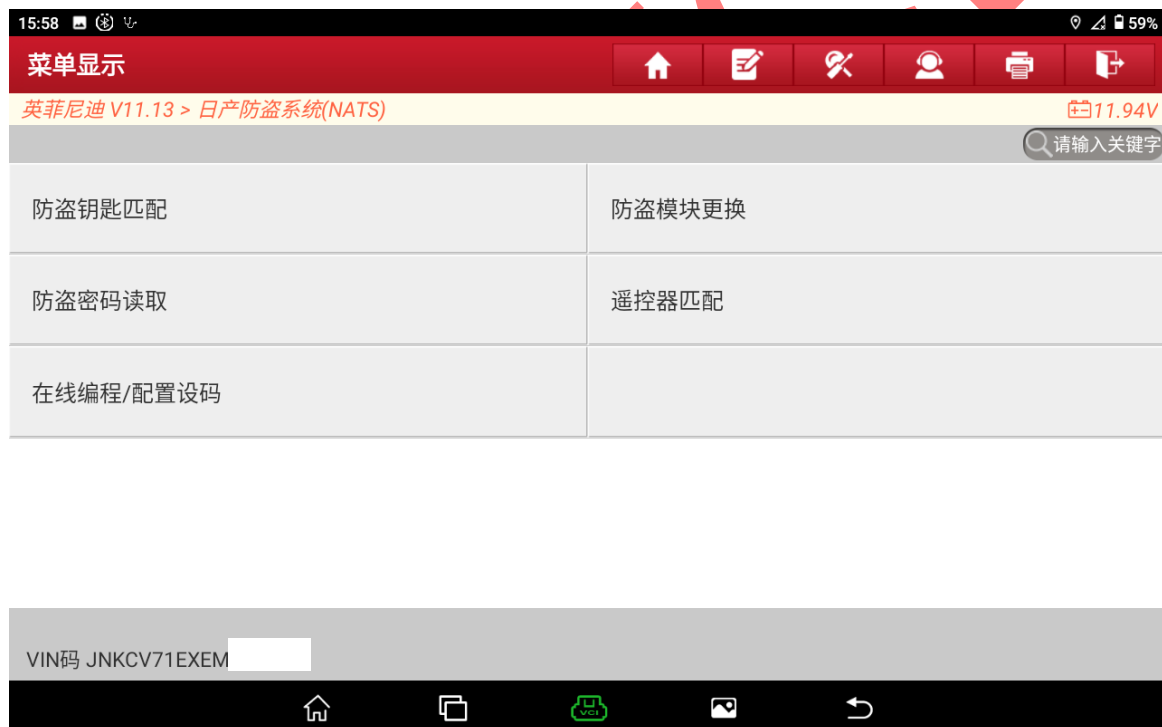 15:58 59%
菜单显示
英菲尼迪 V11.13 > 日产防盗系统(NATS) 11.94V
请输入关键字
防盗钥匙匹配 防盗模块更换
防盗密码读取 遥控器匹配
在线编程/配置设码
VIN码 JNKCV71EXEM
VCI